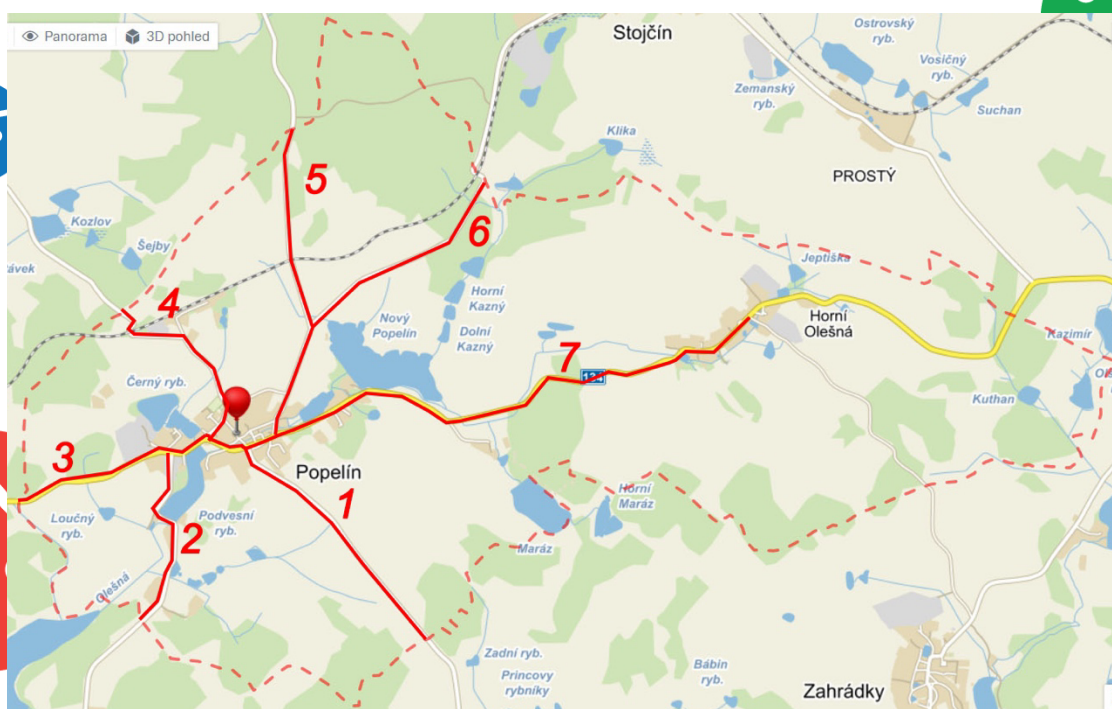 Panorama
3D pohled
Stojčín
Ostrovský
ryb.
Vosičný
ryb.
Zemanský
ryb.
Suchan
Klika
PROSTÝ
5
6
Kozlov
Šejby
távek
4
Horní
Kazný
Jeptiška
Nový
Popelín
Dolní
Kazný
Horní
Olešná
Kazimír
7
Černý ryb.
Kuthan
3
Popelín
1
Horní
Maráz
Loučný
ryb.
Podvesní
ryb.
2
Maráz
Olešná
Zadní ryb.
Princovy
rybníky
Bábin
ryb.
Zahrádky